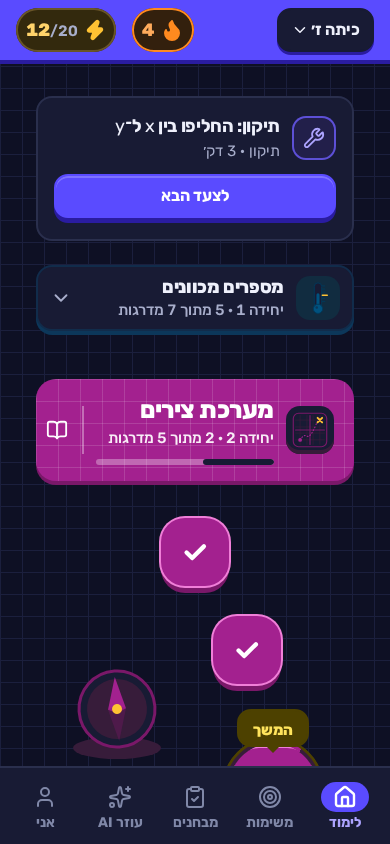 כיתה ז׳
4
12/20
תיקון: החליפו בין x ל־y
תיקון • 3 דק׳
לצעד הבא
מספרים מכוונים
יחידה 1 • 5 מתוך 7 מדרגות
מערכת צירים
יחידה 2 • 2 מתוך 5 מדרגות
המשך
לימוד
משימות
מבחנים
עוזר AI
אני